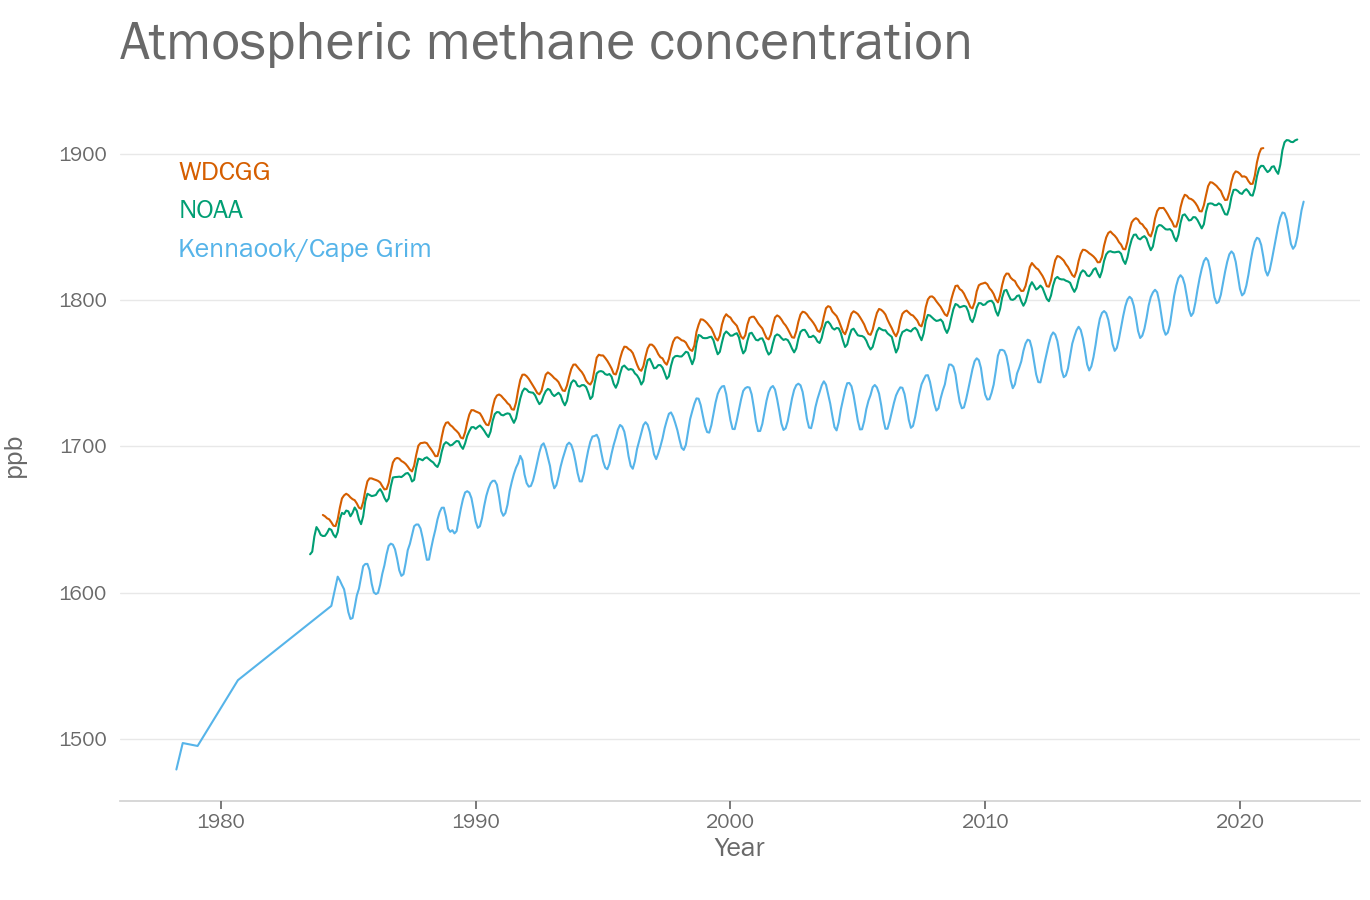 Atmospheric methane concentration
1900
WDCGG
NOAA
Kennaook/Cape Grim
1800
1700
ppb
1600
1500
1980 1990 2000 2010 2020
Year